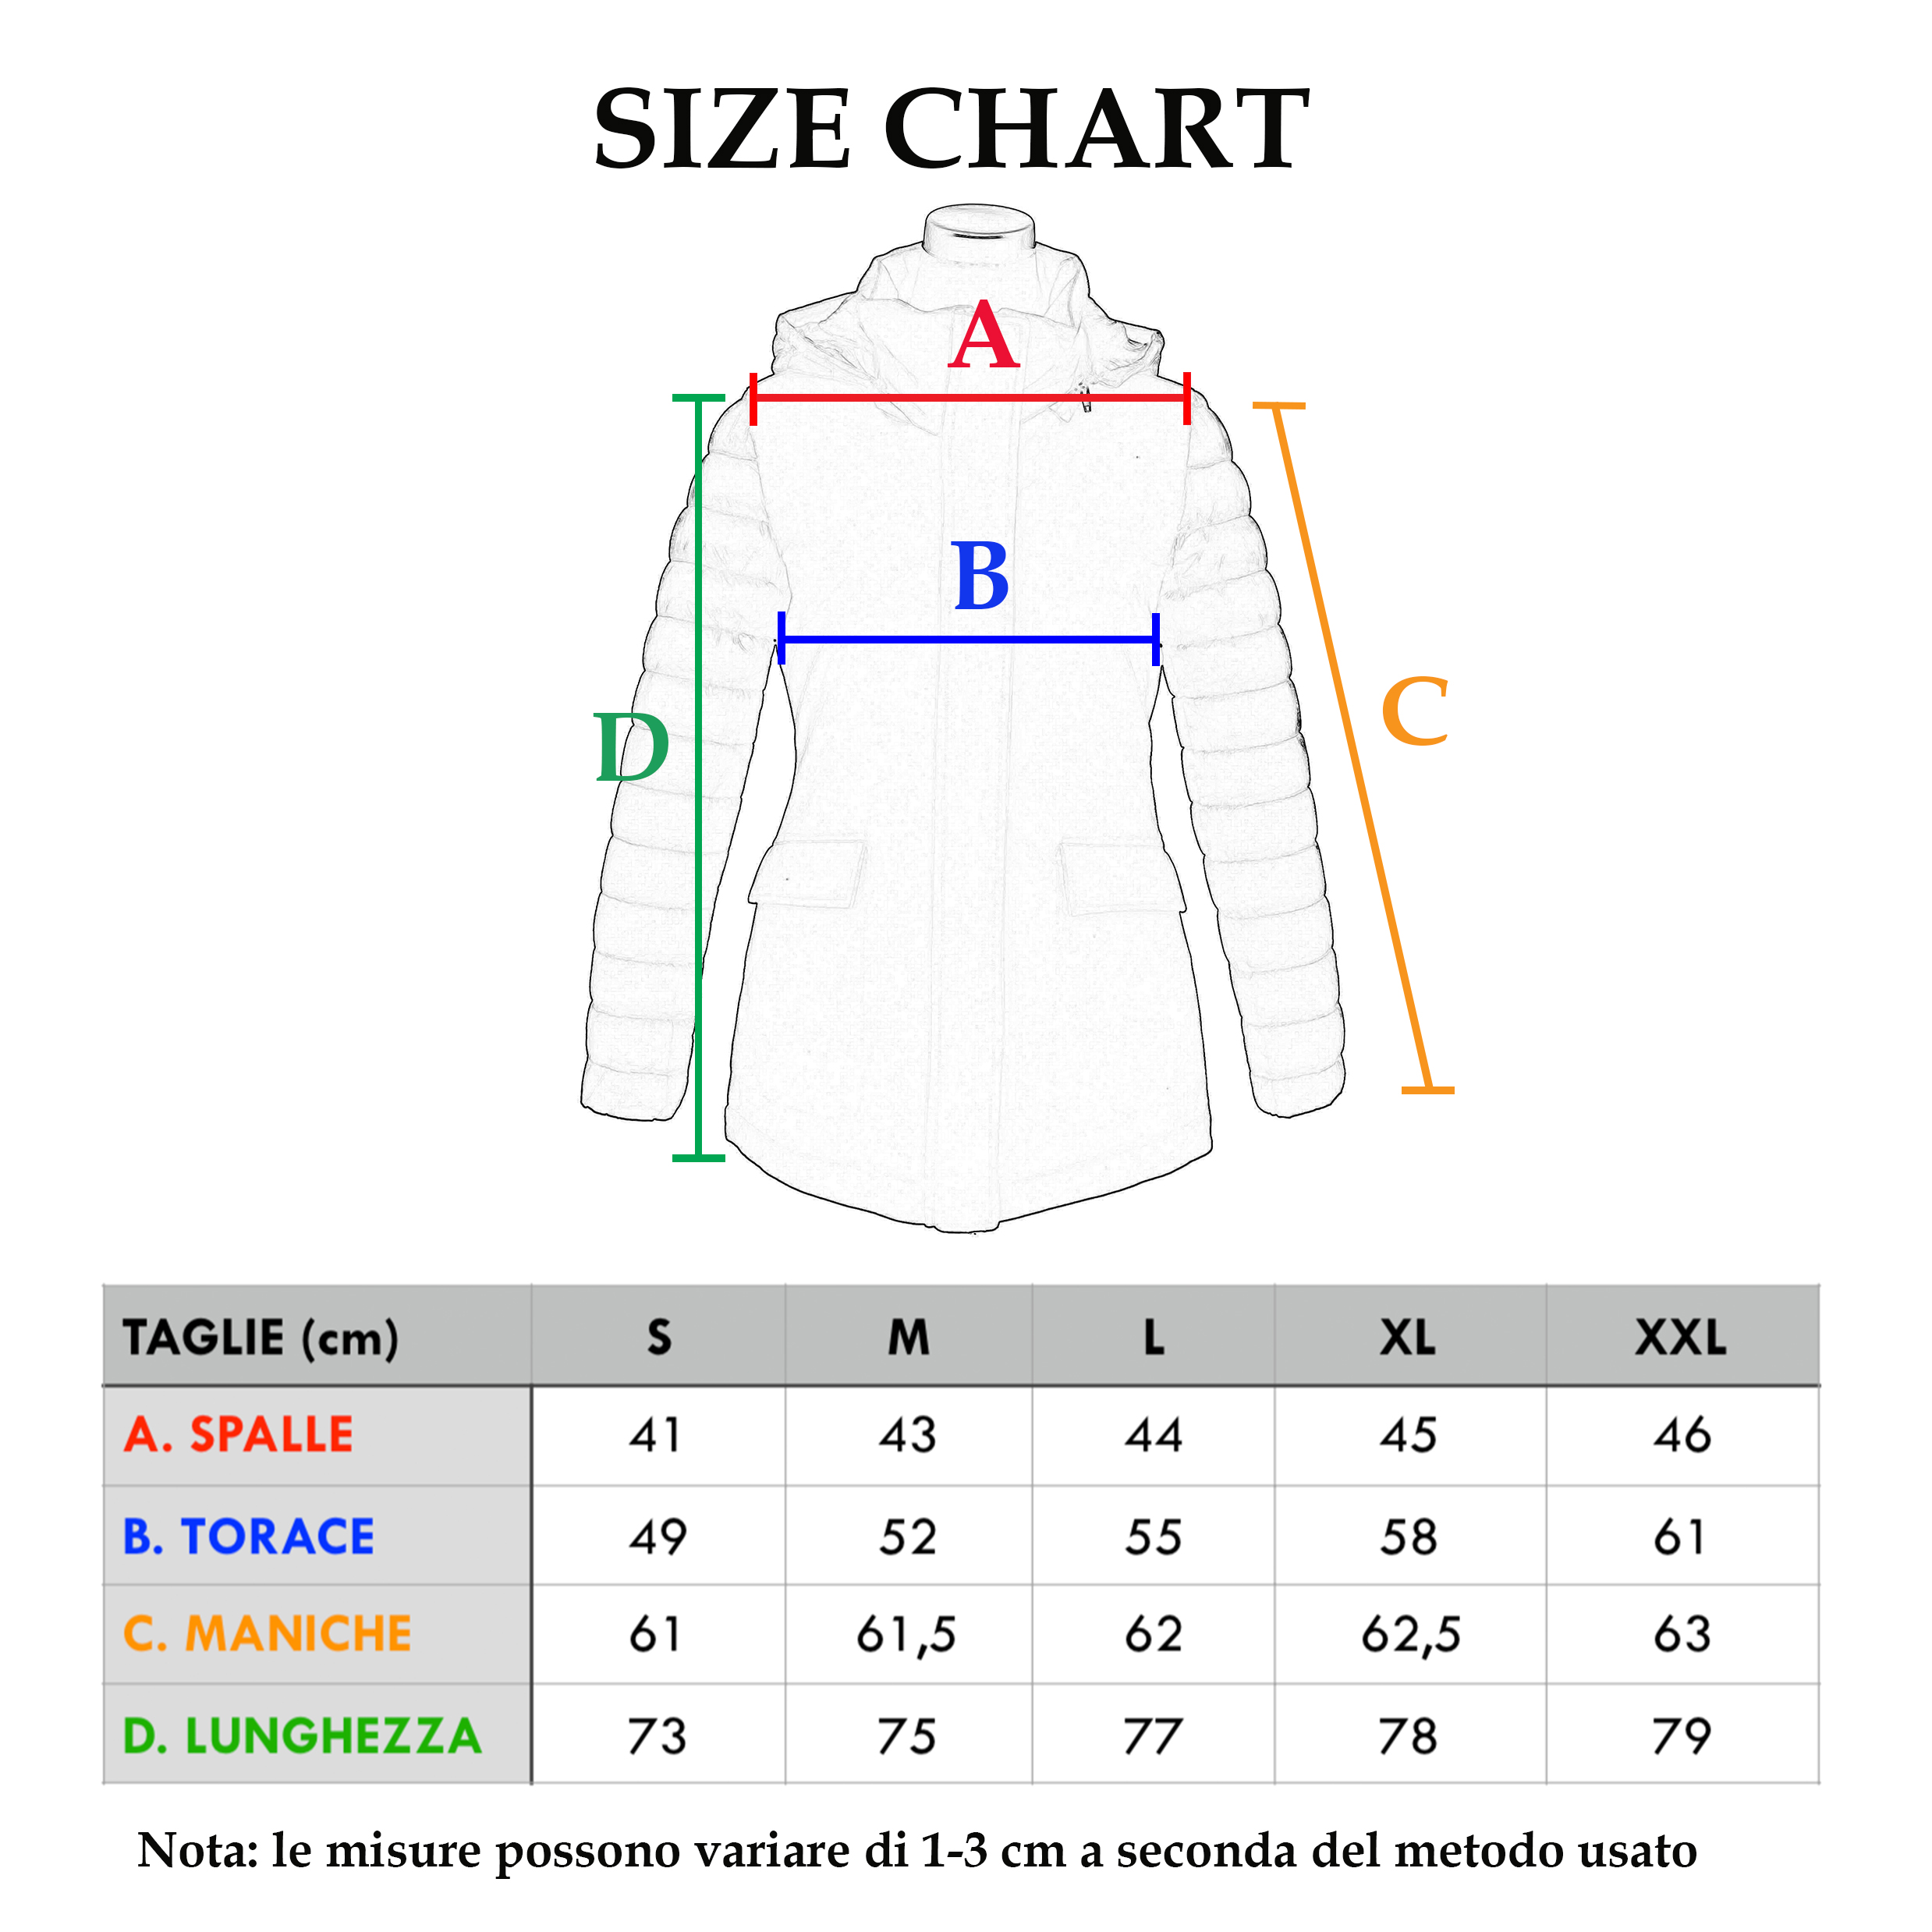 SIZE CHART
A
B
C
D
TAGLIE (cm) S M L XL XXL
A. SPALLE 41 43 44 45 46
B. TORACE 49 52 55 58 61
C. MANICHE 61 61,5 62 62,5 63
D. LUNGHEZZA 73 75 77 78 79
Nota: le misure possono variare di 1-3 cm a seconda del metodo usato